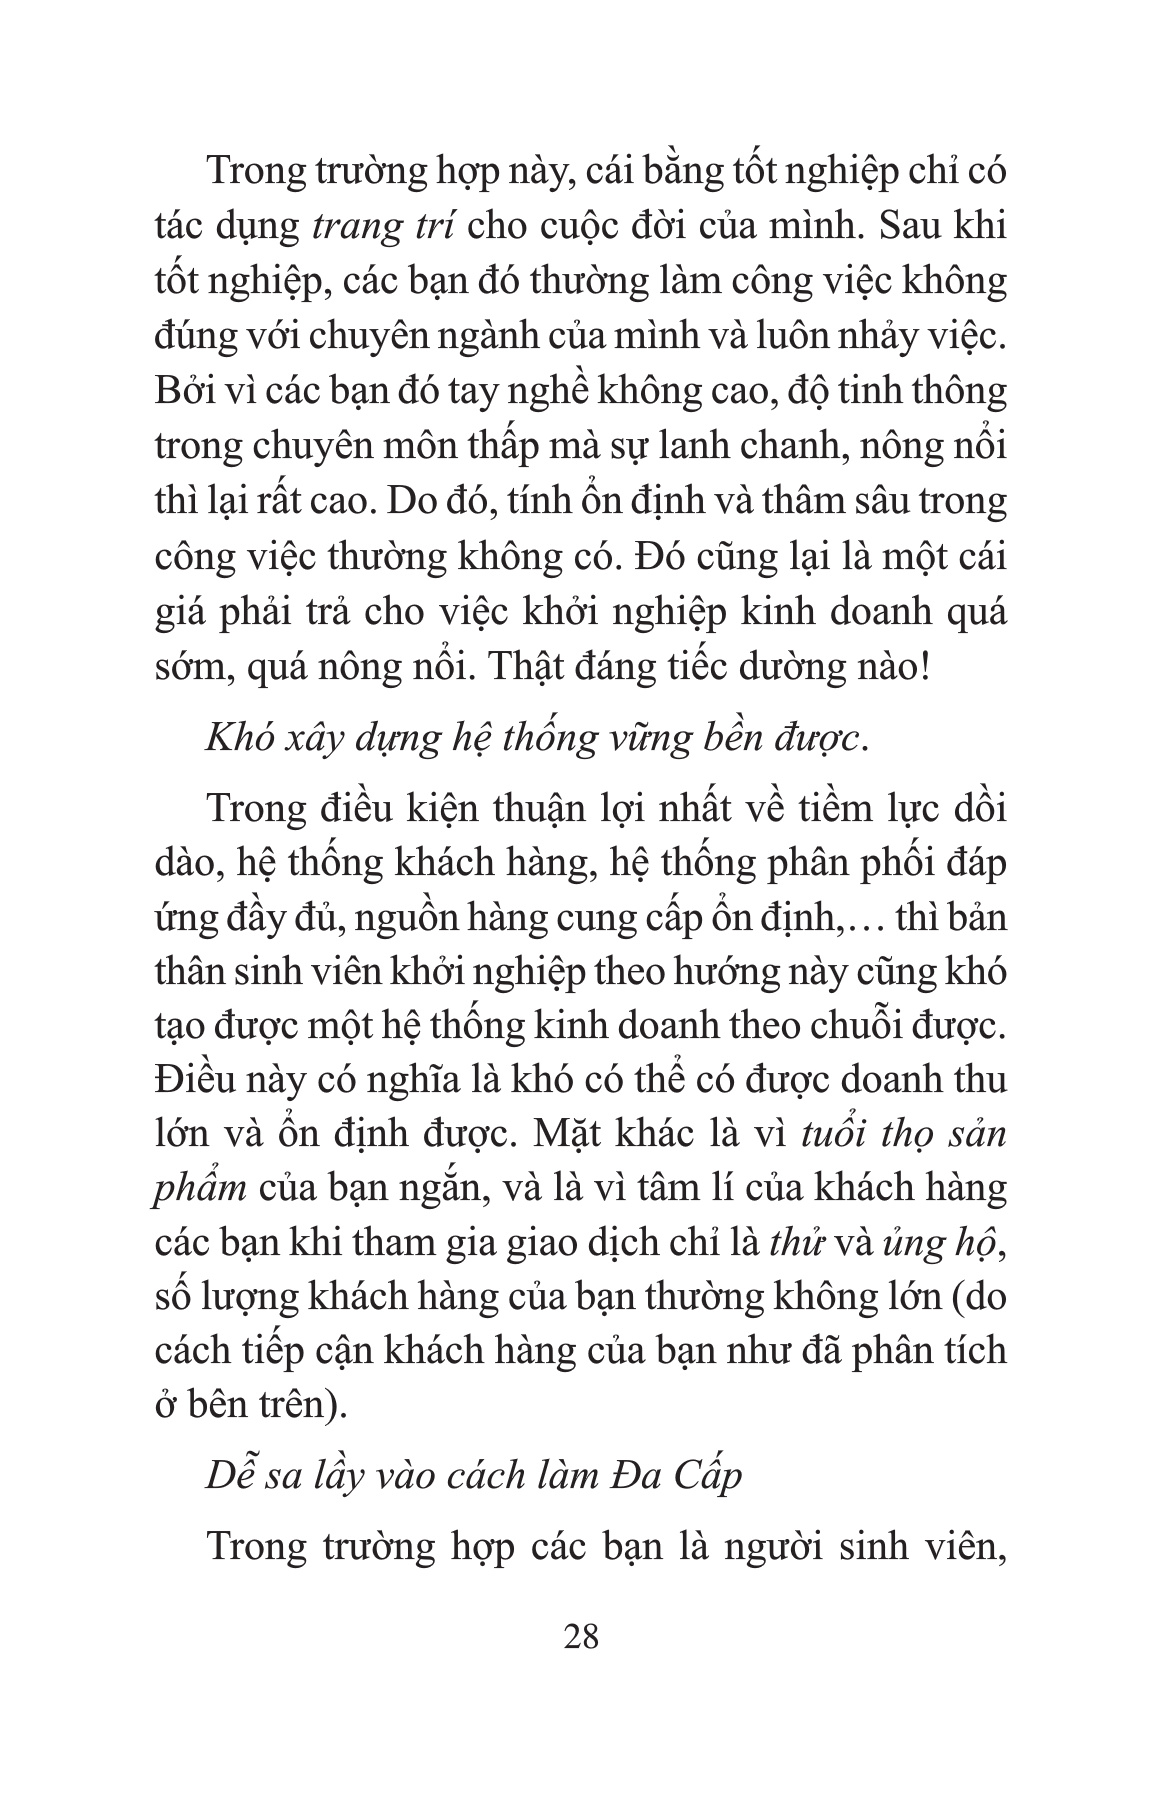 Trong trường hợp này, cái bằng tốt nghiệp chỉ có
tác dụng trang trí cho cuộc đời của mình. Sau khi
tốt nghiệp, các bạn đó thường làm công việc không
đúng với chuyên ngành của mình và luôn nhảy việc.
Bởi vì các bạn đó tay nghề không cao, độ tinh thông
trong chuyên môn thấp mà sự lanh chanh, nông nổi
thì lại rất cao. Do đó, tính ổn định và thâm sâu trong
công việc thường không có. Đó cũng lại là một cái
giá phải trả cho việc khởi nghiệp kinh doanh quá
sớm, quá nông nổi. Thật đáng tiếc dường nào!
Khó xây dựng hệ thống vững bền được.
Trong điều kiện thuận lợi nhất về tiềm lực dồi
dào, hệ thống khách hàng, hệ thống phân phối đáp
ứng đầy đủ, nguồn hàng cung cấp ổn định,… thì bản
thân sinh viên khởi nghiệp theo hướng này cũng khó
tạo được một hệ thống kinh doanh theo chuỗi được.
Điều này có nghĩa là khó có thể có được doanh thu
lớn và ổn định được. Mặt khác là vì tuổi thọ sản
phẩm của bạn ngắn, và là vì tâm lí của khách hàng
các bạn khi tham gia giao dịch chỉ là thử và ủng hộ,
số lượng khách hàng của bạn thường không lớn (do
cách tiếp cận khách hàng của bạn như đã phân tích
ở bên trên).
Dễ sa lầy vào cách làm Đa Cấp
Trong trường hợp các bạn là người sinh viên,
28